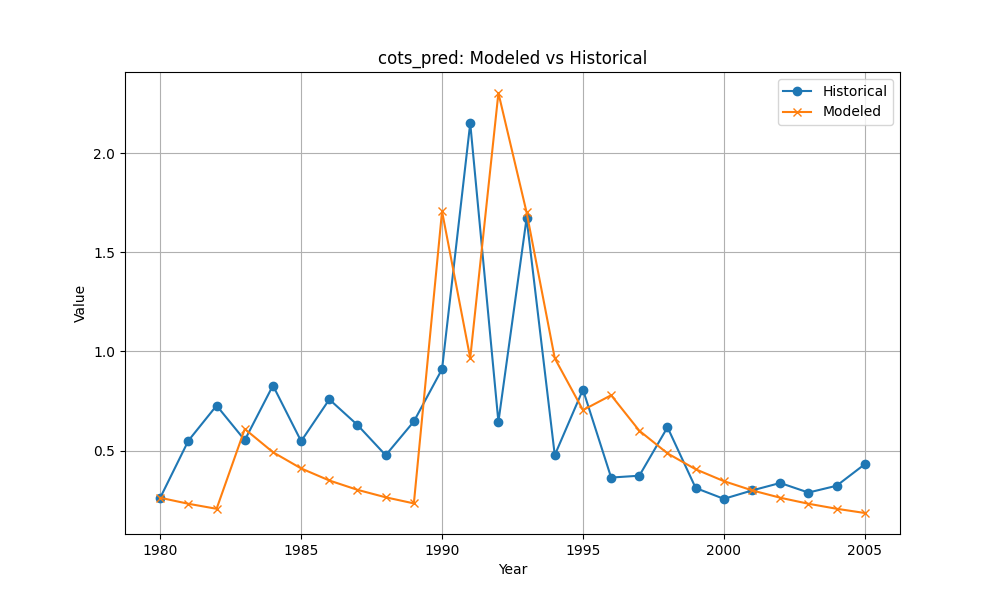 cots_pred: Modeled vs Historical
Historical
Modeled
Value
2.0
1.5
1.0
0.5
1980 1985 1990 1995 2000 2005
Year